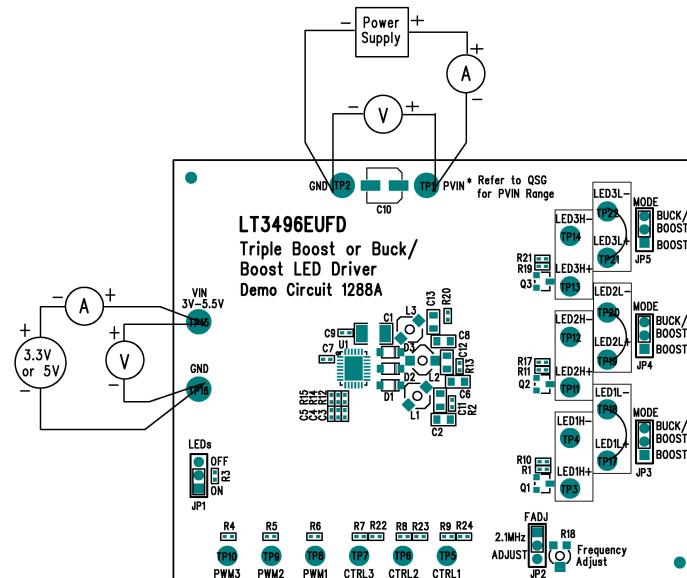 Power
Supply
− +
+
A
−
− V +
GND TP2 TP1 PVIN * Refer to QSG
for PVIN Range
C10
LT3496EUFD
Triple Boost or Buck/
Boost LED Driver
Demo Circuit 1288A
VIN
3V-5.5V
TP15
− A +
+
3.3V
or 5V
−
+
V
−
GND
TP16
LEDs
OFF
ON
R3
JP1
C9
C1
L3
C13
R20
C7
U1
D3
C8
C12
R13
D2
L2
D1
L1
C6
C11
R2
C2
R15
R14
R12
C5
C4
C3
LED3L-
LED3H-
TP22
TP14
LED3L+
TP21
LED3H+
TP13
R21
R19
Q3
MODE
BUCK/
BOOST
BOOST
JP5
LED2L-
LED2H-
TP20
TP12
LED2L+
TP19
LED2H+
TP11
R17
R11
Q2
MODE
BUCK/
BOOST
BOOST
JP4
LED1L-
TP18
LED1H-
TP4
LED1L+
TP17
LED1H+
TP3
R10
R1
Q1
MODE
BUCK/
BOOST
BOOST
JP3
R4 R5 R6 R7 R22 R8 R23 R9 R24
TP10 TP9 TP8 TP7 TP6 TP5
PWM3 PWM2 PWM1 CTRL3 CTRL2 CTRL1
FADJ
2.1MHz
ADJUST
JP2
R18
Frequency
Adjust